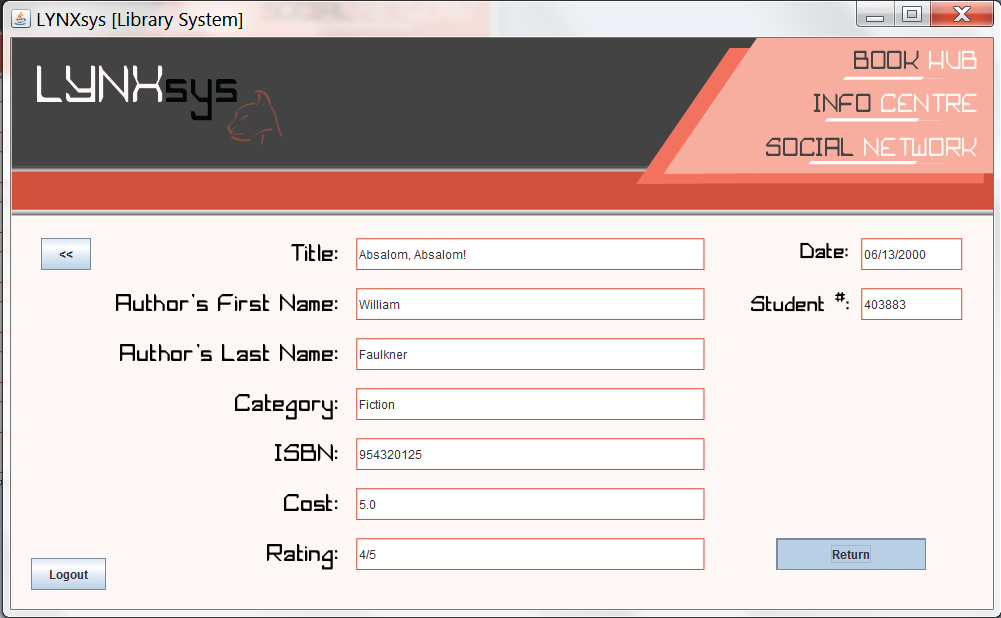 LYNXsys [Library System]
LYNXsys
BOOK HUB
INFO CENTRE
SOCIAL NETWORK
<<
Title: Absalom, Absalom! Date: 06/13/2000
Author's First Name: William Student #: 403883
Author's Last Name: Faulkner
Category: Fiction
ISBN: 954320125
Cost: 5.0
Rating: 4/5 Return
Logout